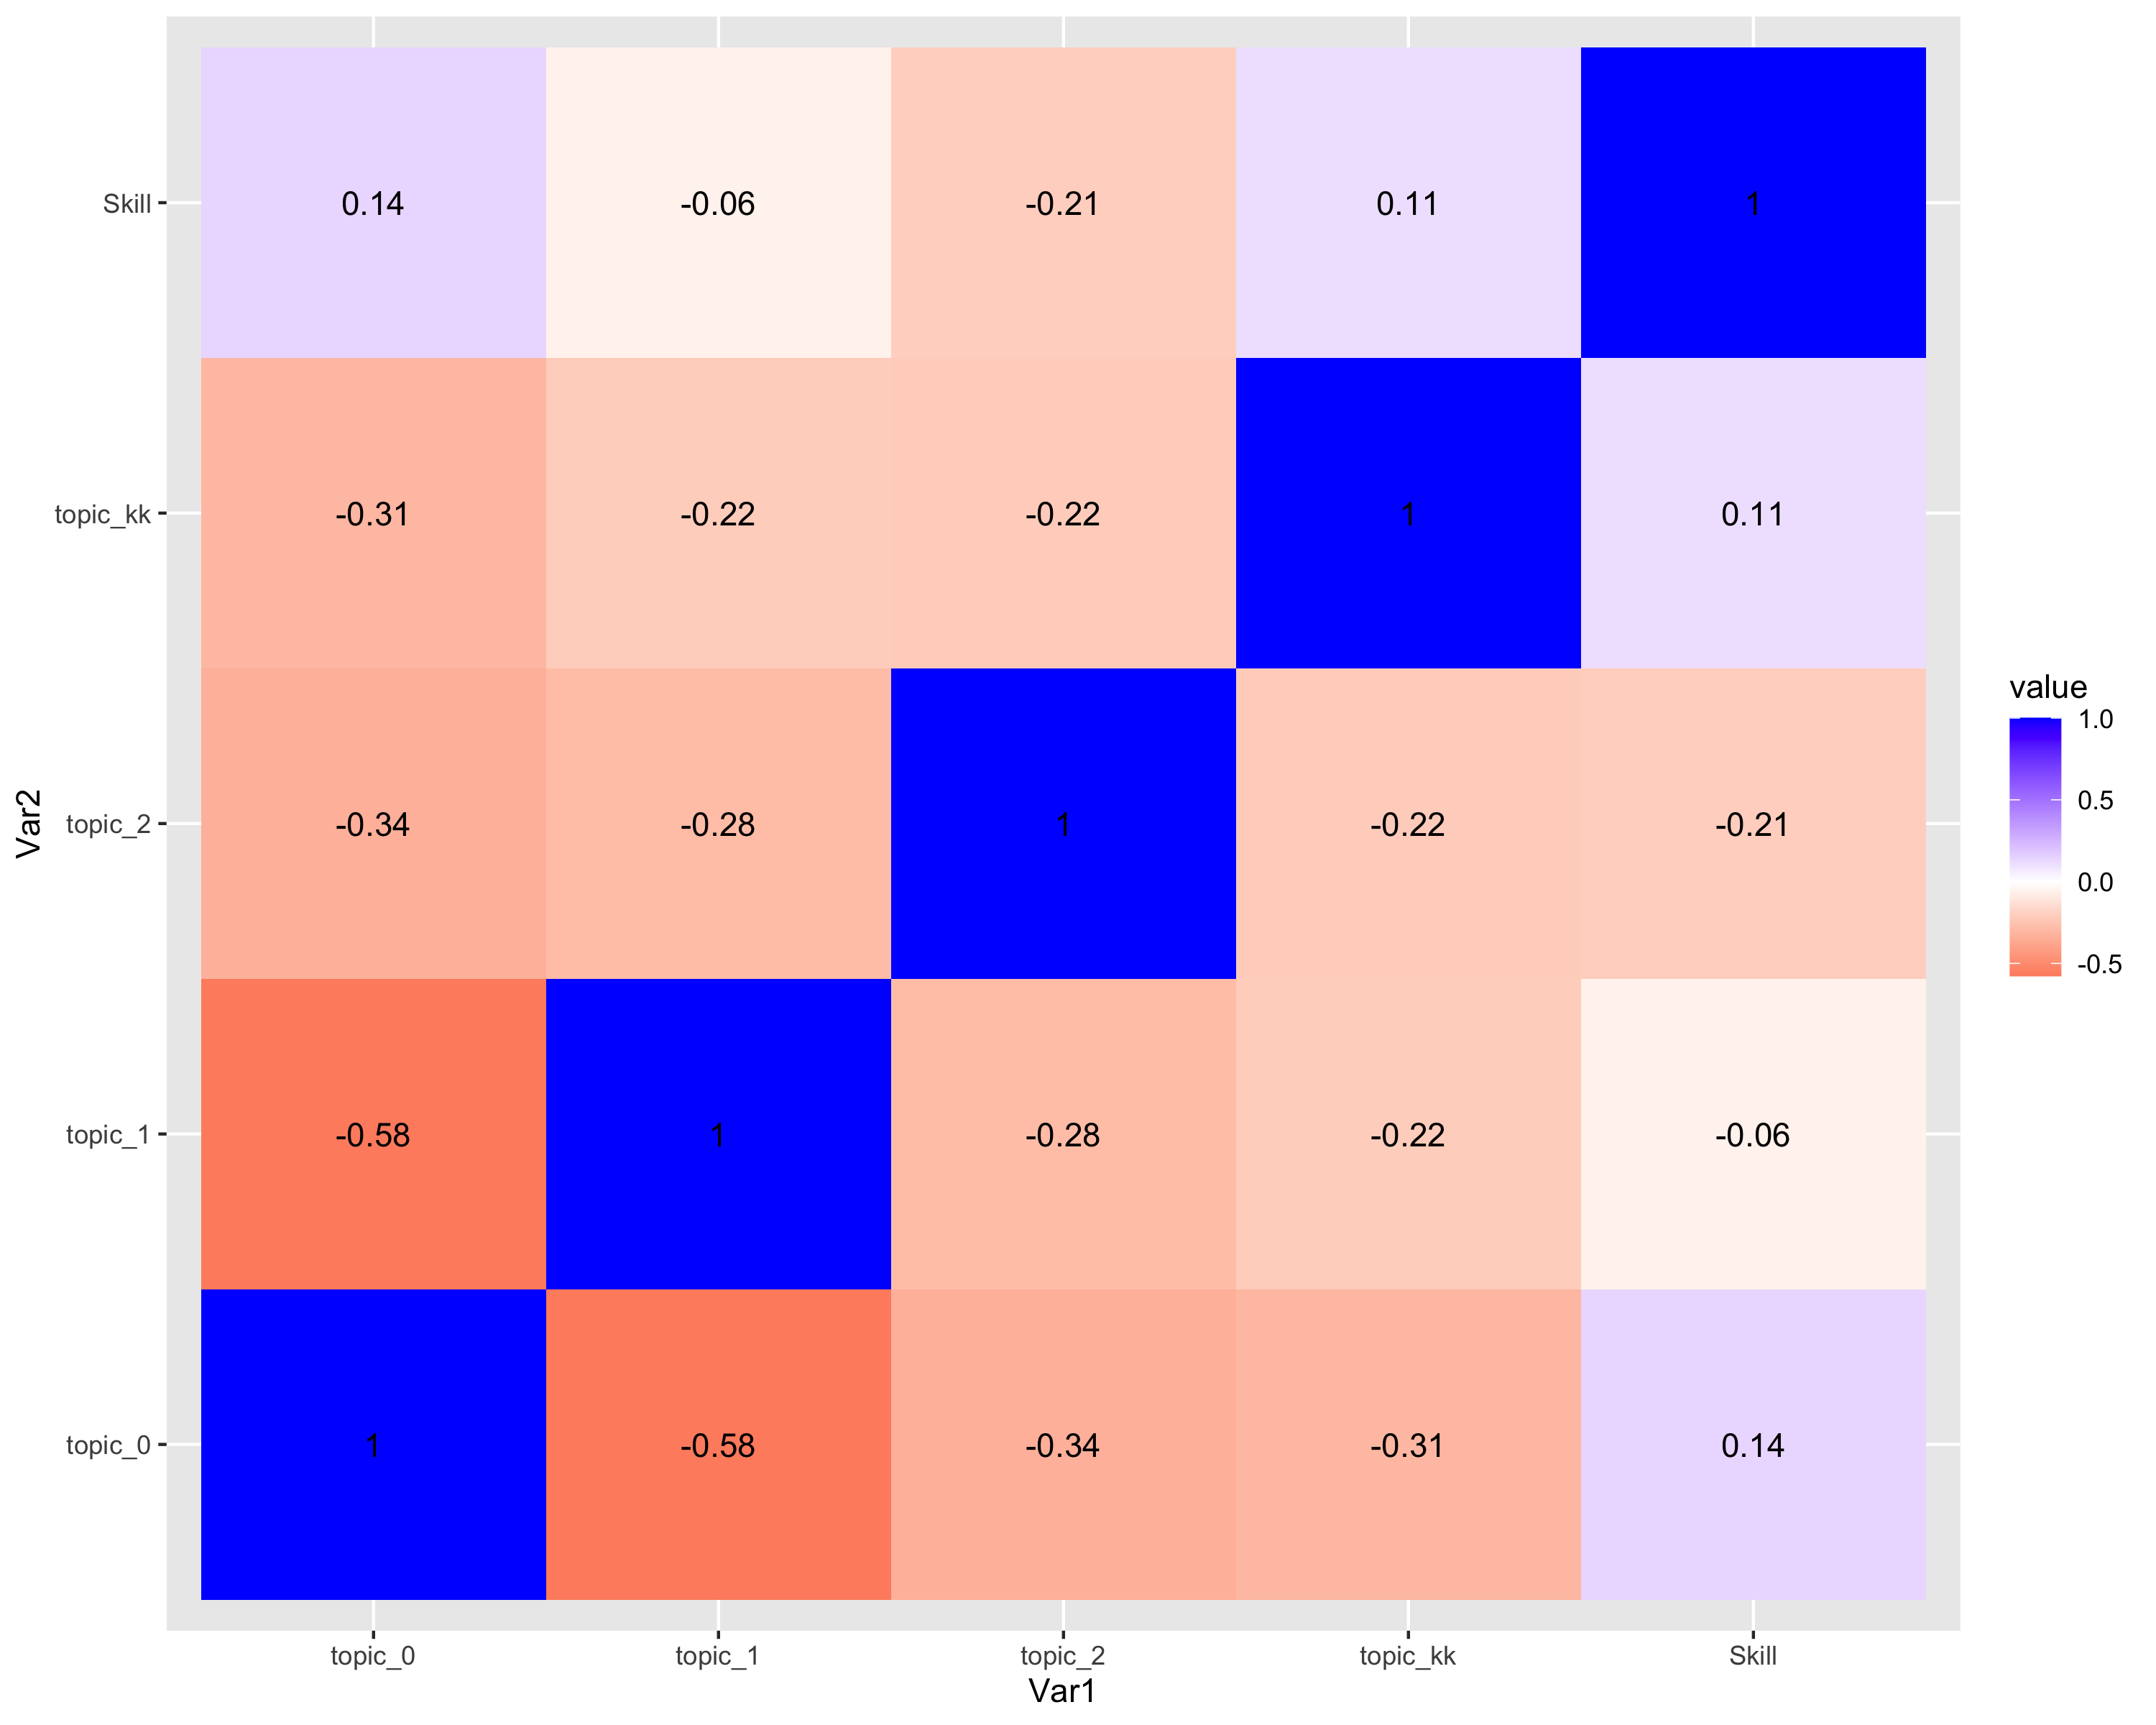 Skill 0.14 -0.06 -0.21 0.11 1
topic_kk -0.31 -0.22 -0.22 1 0.11
topic_2 -0.34 -0.28 1 -0.22 -0.21
topic_1 -0.58 1 -0.28 -0.22 -0.06
topic_0 1 -0.58 -0.34 -0.31 0.14
topic_0 topic_1 topic_2 topic_kk Skill
Var1
Var2
value
1.0
0.5
0.0
-0.5